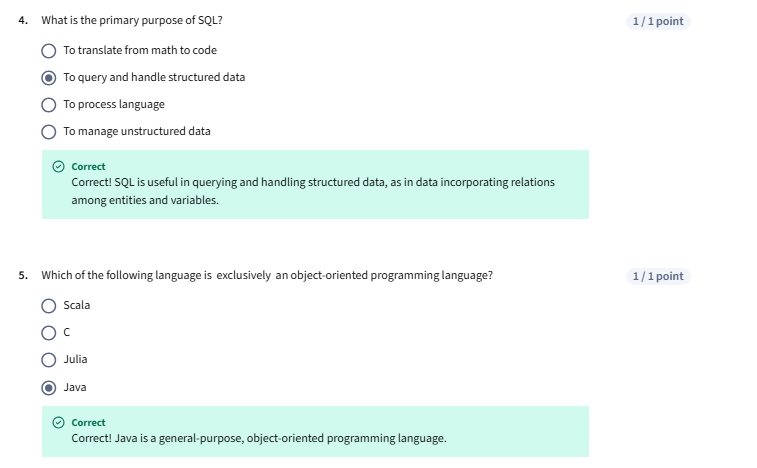 4. What is the primary purpose of SQL? 1 / 1 point
To translate from math to code
To query and handle structured data
To process language
To manage unstructured data
Correct
Correct! SQL is useful in querying and handling structured data, as in data incorporating relations
among entities and variables.
5. Which of the following language is exclusively an object-oriented programming language? 1 / 1 point
Scala
C
Julia
Java
Correct
Correct! Java is a general-purpose, object-oriented programming language.